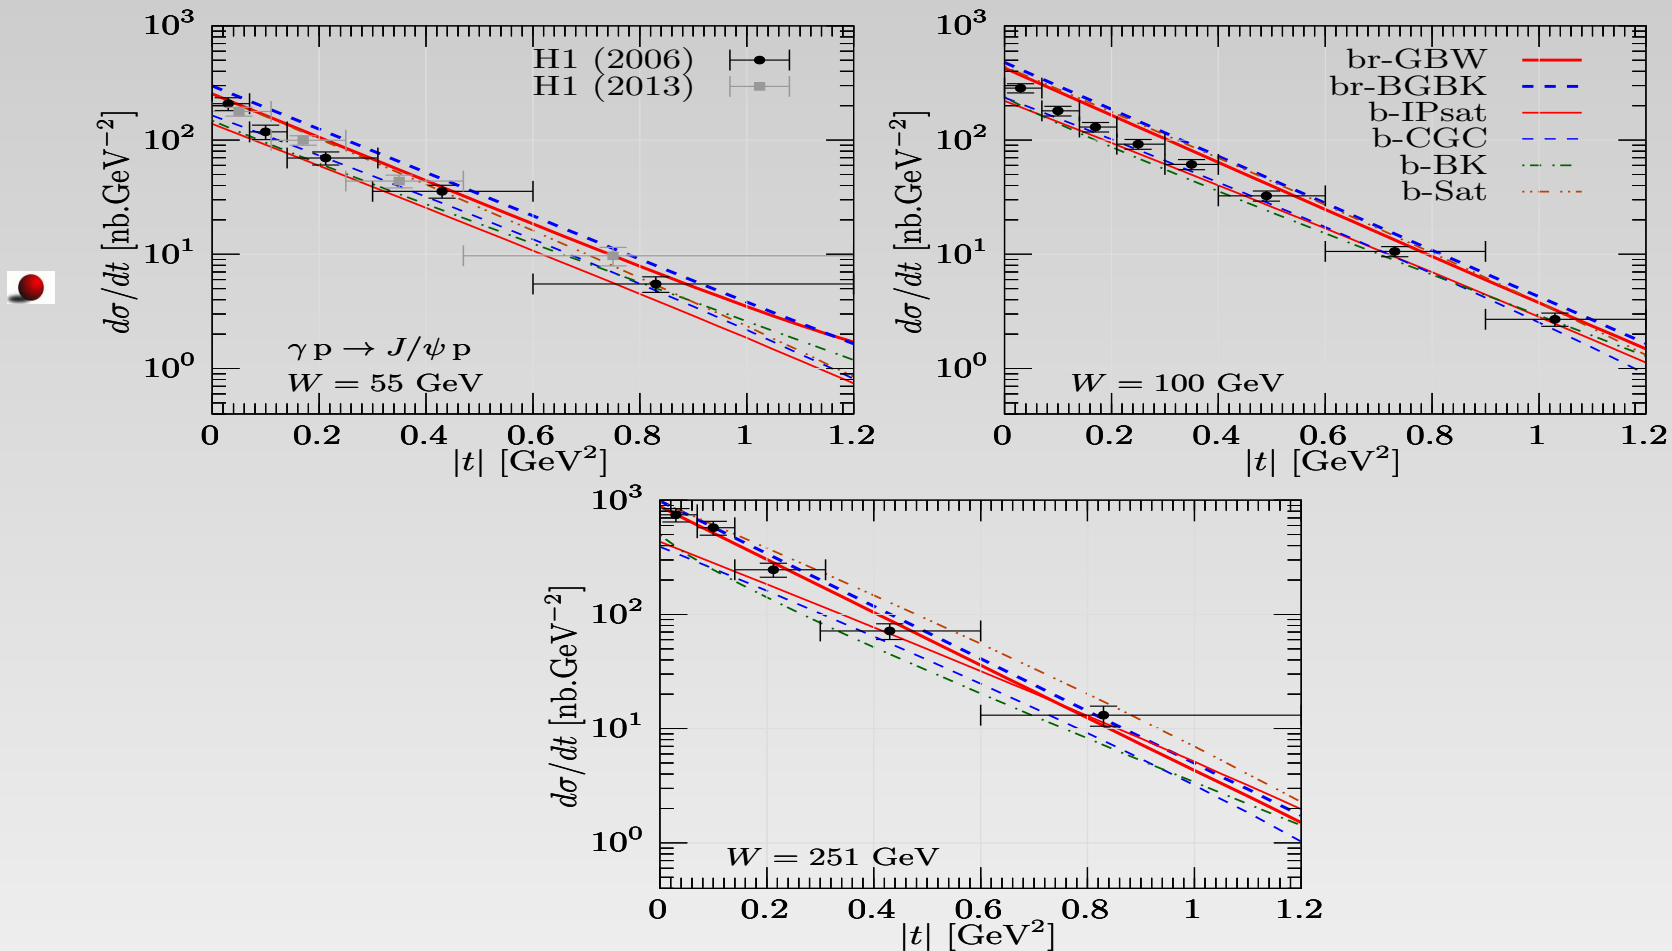 10³ 10³
H1 (2006) br-GBW
H1 (2013) br-BGBK
b-IPsat
10² b-CGC 10²
b-BK
b-Sat
dσ/dt [nb.GeV⁻²] dσ/dt [nb.GeV⁻²]
10¹ 10¹
γ p → J/ψ p
10⁰ 10⁰
W = 55 GeV W = 100 GeV
0 0.2 0.4 0.6 0.8 1 1.2 0 0.2 0.4 0.6 0.8 1 1.2
|t| [GeV²] |t| [GeV²]
10³
10²
dσ/dt [nb.GeV⁻²]
10¹
10⁰
W = 251 GeV
0 0.2 0.4 0.6 0.8 1 1.2
|t| [GeV²]